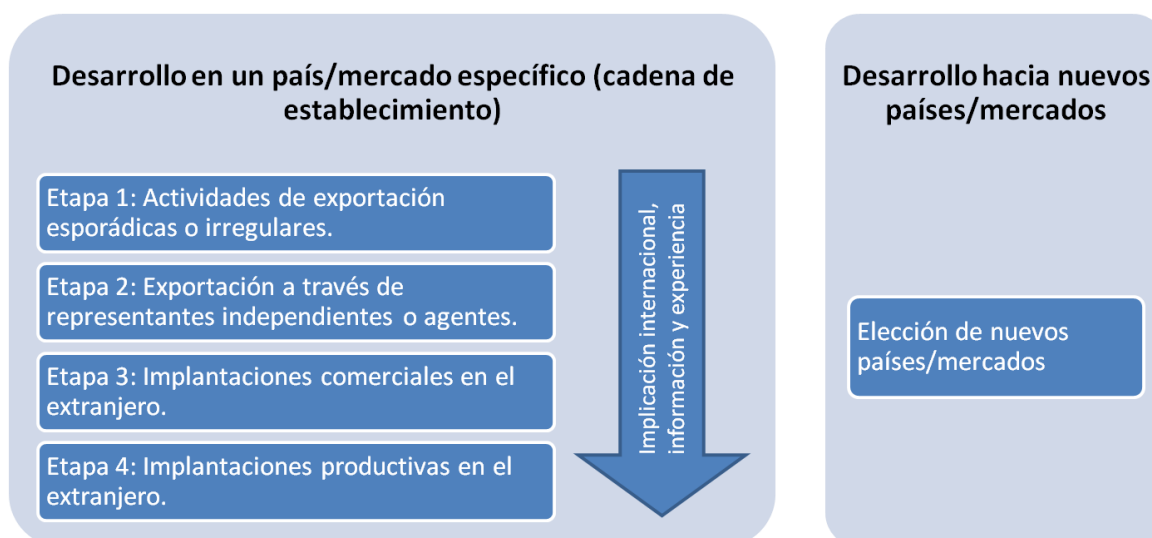 Desarrollo en un país/mercado específico (cadena de
establecimiento)
Etapa 1: Actividades de exportación
esporádicas o irregulares.
Etapa 2: Exportación a través de
representantes independientes o agentes.
Etapa 3: Implantaciones comerciales en el
extranjero.
Etapa 4: Implantaciones productivas en el
extranjero.
Implicación internacional,
información y experiencia
Desarrollo hacia nuevos
países/mercados
Elección de nuevos
países/mercados